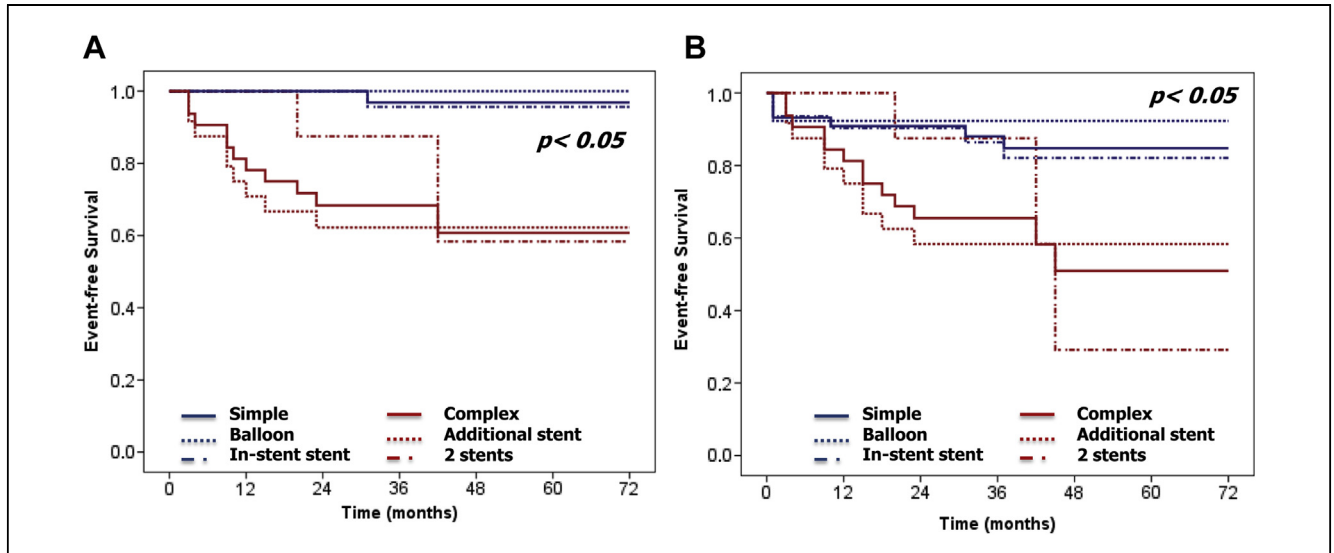 A
B
p< 0.05
p< 0.05
Event-free Survival
1.0
0.8
0.6
0.4
0.2
0.0
Simple
Complex
Balloon
Additional stent
In-stent stent
2 stents
0 12 24 36 48 60 72
Time (months)
Event-free Survival
1.0
0.8
0.6
0.4
0.2
0.0
Simple
Complex
Balloon
Additional stent
In-stent stent
2 stents
0 12 24 36 48 60 72
Time (months)